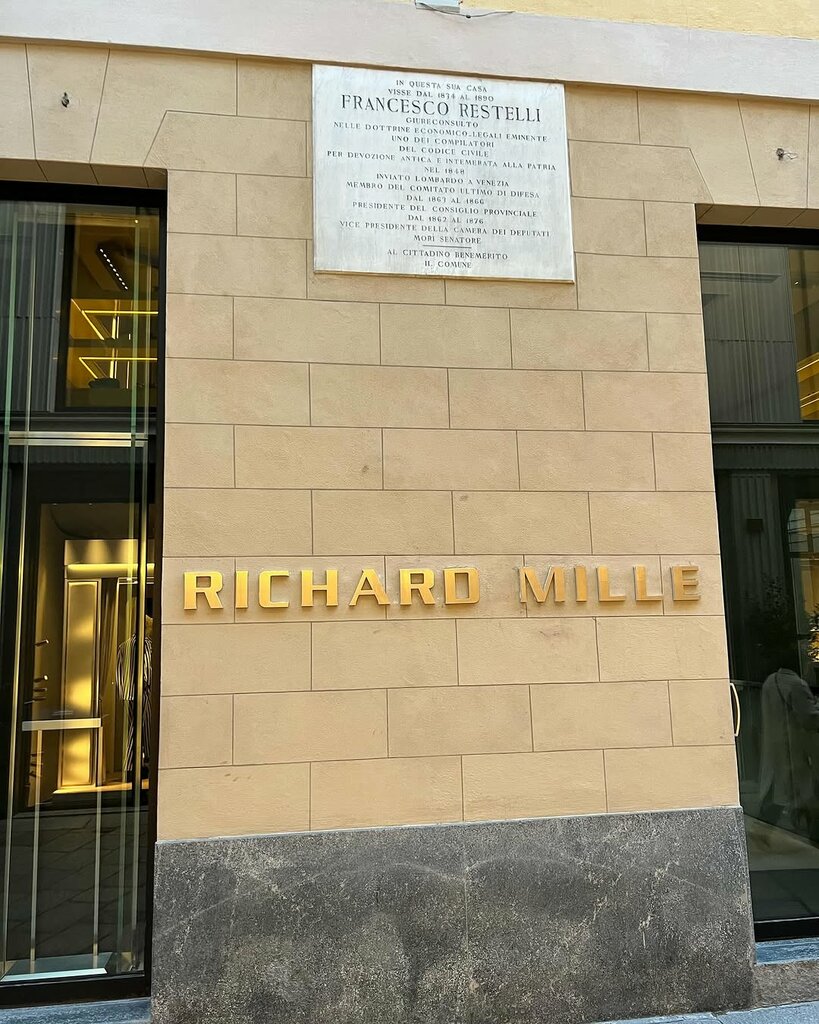 IN QUESTA SUA CASA
VISSE DAL 1874 AL 1890
FRANCESCO RESTELLI
GIURECONSULTO
NELLE DOTTRINE ECONOMICO-LEGALI EMINENTE
UNO DEI COMPILATORI
DEL CODICE CIVILE
PER DEVOZIONE ANTICA E INTEMERATA ALLA PATRIA
NEL 1848
INVIATO LOMBARDO A VENEZIA
MEMBRO DEL COMITATO ULTIMO DI DIFESA
DAL 1863 AL 1866
PRESIDENTE DEL CONSIGLIO PROVINCIALE
DAL 1862 AL 1876
VICE PRESIDENTE DELLA CAMERA DEI DEPUTATI
MORÌ SENATORE
AL CITTADINO BENEMERITO
IL COMUNE
RICHARD MILLE